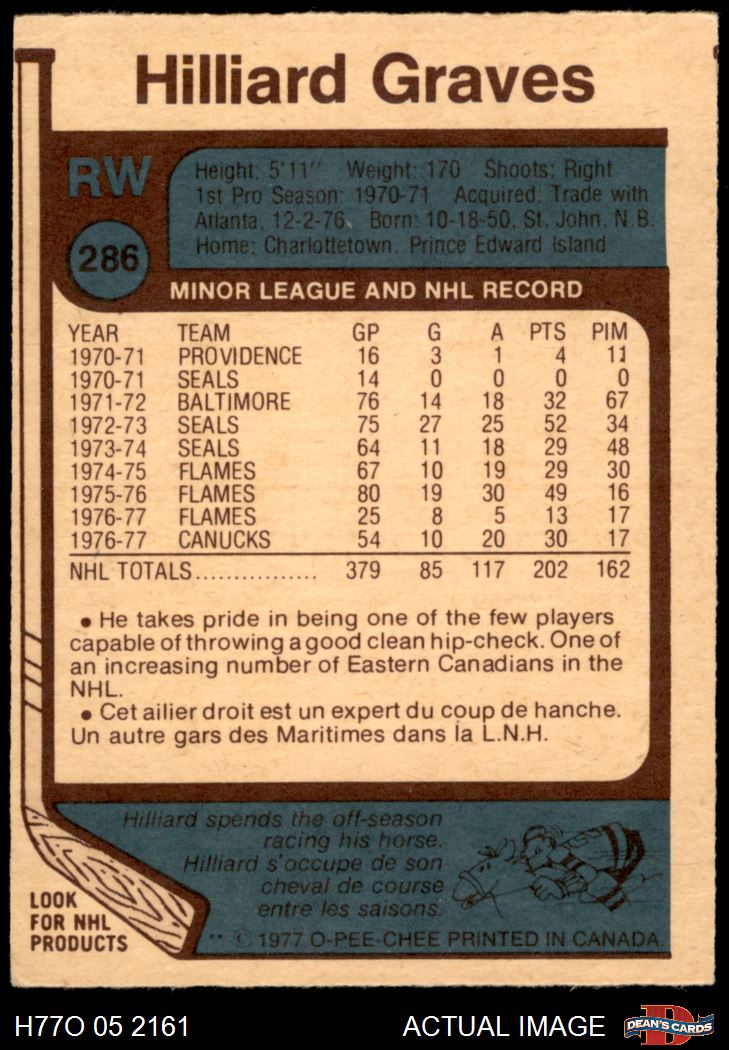 Hilliard Graves
RW
Height: 5'11" Weight: 170 Shoots: Right
1st Pro Season: 1970-71 Acquired: Trade with
Atlanta, 12-2-76. Born: 10-18-50, St. John, N.B.
Home: Charlottetown, Prince Edward Island
286
MINOR LEAGUE AND NHL RECORD
YEAR TEAM GP G A PTS PIM
1970-71 PROVIDENCE 16 3 1 4 11
1970-71 SEALS 14 0 0 0 0
1971-72 BALTIMORE 76 14 18 32 67
1972-73 SEALS 75 27 25 52 34
1973-74 SEALS 64 11 18 29 48
1974-75 FLAMES 67 10 19 29 30
1975-76 FLAMES 80 19 30 49 16
1976-77 FLAMES 25 8 5 13 17
1976-77 CANUCKS 54 10 20 30 17
NHL TOTALS................ 379 85 117 202 162
• He takes pride in being one of the few players
capable of throwing a good clean hip-check. One of
an increasing number of Eastern Canadians in the
NHL.
• Cet ailier droit est un expert du coup de hanche.
Un autre gars des Maritimes dans la L.N.H.
Hilliard spends the off-season
racing his horse.
Hilliard s'occupe de son
cheval de course
entre les saisons.
LOOK
FOR NHL
PRODUCTS
** © 1977 O-PEE-CHEE PRINTED IN CANADA.
H77O 05 2161 ACTUAL IMAGE
D
DEAN'S CARDS